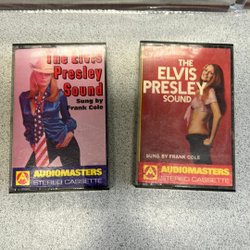 The Elvis
Presley
Sound
Sung by
Frank Cole
AUDIOMASTERS
STEREO CASSETTE
THE
ELVIS
PRESLEY
SOUND
SUNG BY FRANK COLE
AUDIOMASTERS
STEREO CASSETTE